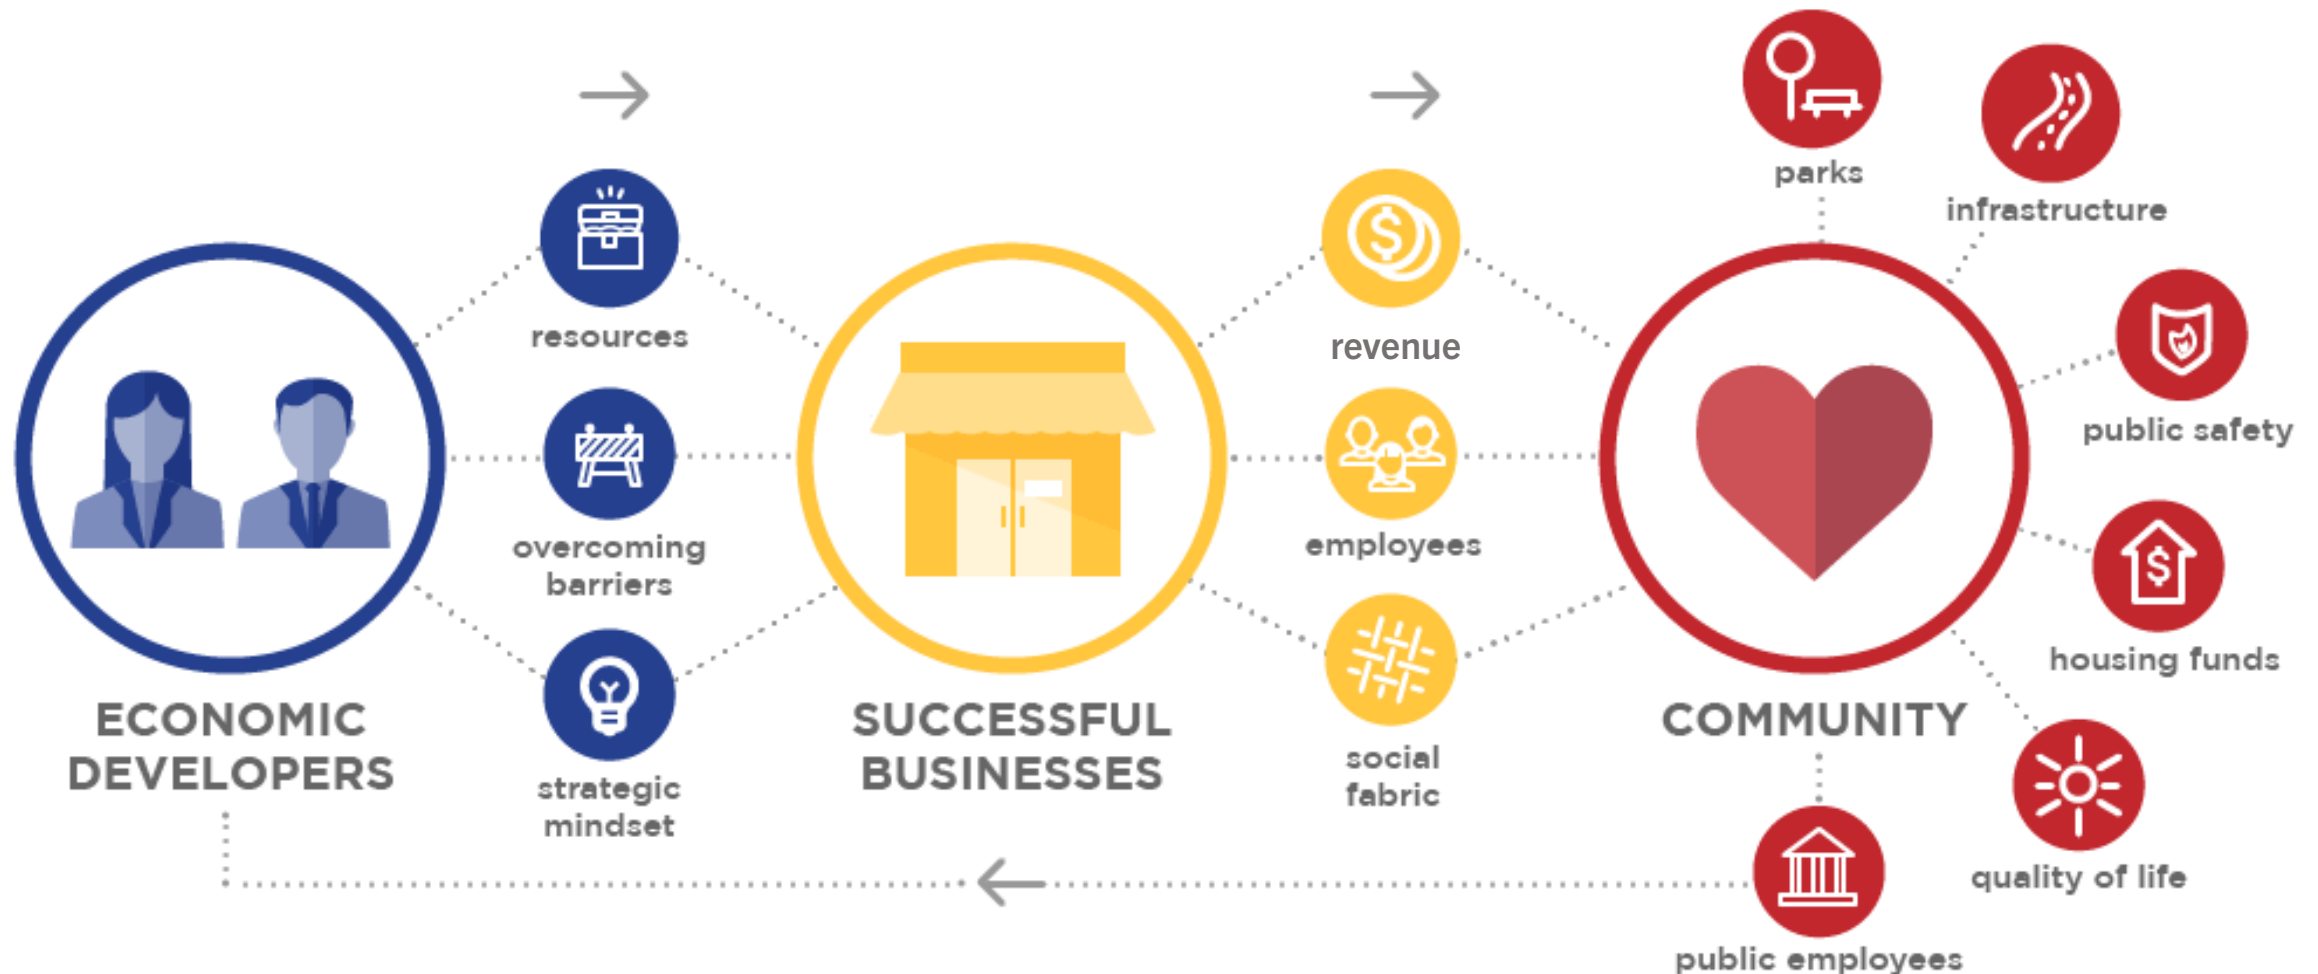 ECONOMIC
DEVELOPERS
resources
overcoming
barriers
strategic
mindset
SUCCESSFUL
BUSINESSES
revenue
employees
social
fabric
COMMUNITY
parks
infrastructure
public safety
housing funds
quality of life
public employees